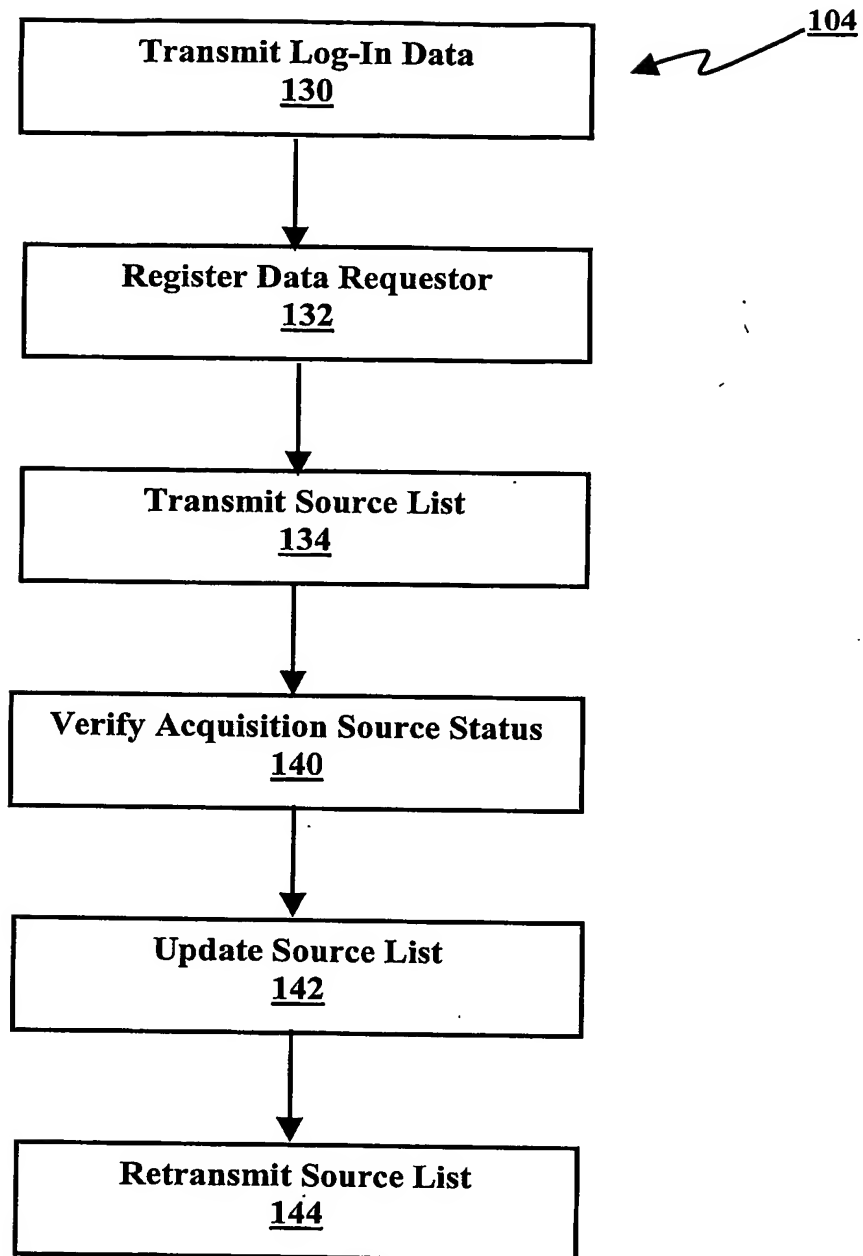 104
Transmit Log-In Data
130
Register Data Requestor
132
Transmit Source List
134
Verify Acquisition Source Status
140
Update Source List
142
Retransmit Source List
144